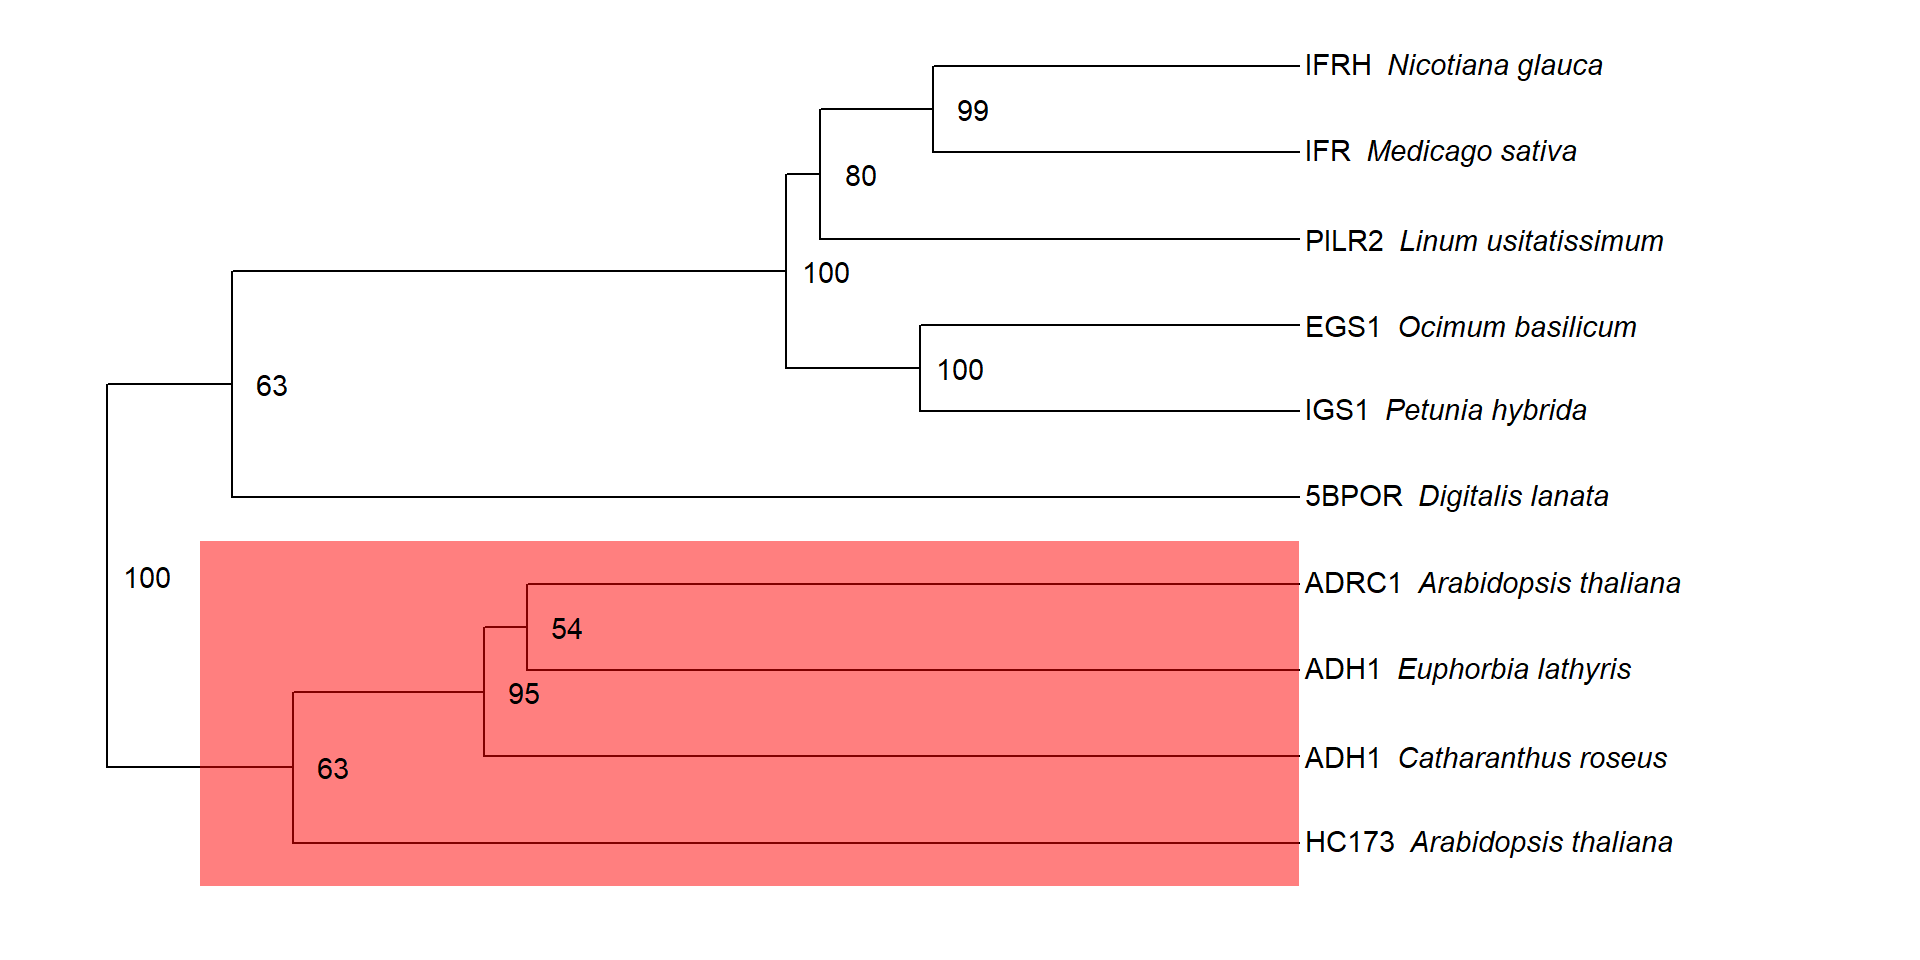 IFRH Nicotiana glauca
99
IFR Medicago sativa
80
PILR2 Linum usitatissimum
100
EGS1 Ocimum basilicum
100
IGS1 Petunia hybrida
63
5BPOR Digitalis lanata
100
ADRC1 Arabidopsis thaliana
54
ADH1 Euphorbia lathyris
95
ADH1 Catharanthus roseus
63
HC173 Arabidopsis thaliana